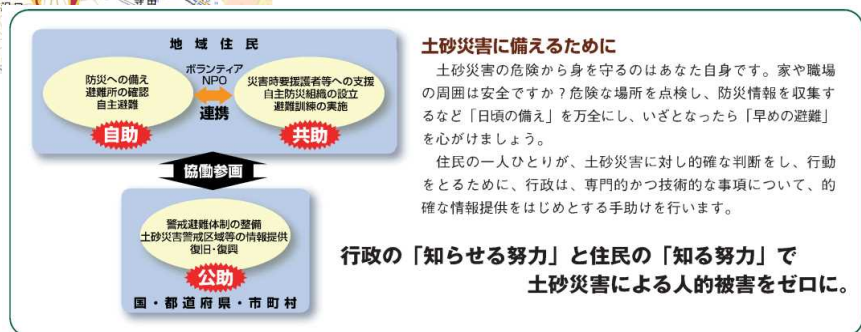 地域住民
防災への備え
避難所の確認
自主避難
自助
ボランティア
NPO
連携
災害時要援護者等への支援
自主防災組織の設立
避難訓練の実施
共助
協働参画
警戒避難体制の整備
土砂災害警戒区域等の情報提供
復旧・復興
公助
国・都道府県・市町村
土砂災害に備えるために
土砂災害の危険から身を守るのはあなた自身です。家や職場
の周囲は安全ですか？危険な場所を点検し、防災情報を収集す
るなど「日頃の備え」を万全にし、いざとなったら「早めの避難」
を心がけましょう。
住民の一人ひとりが、土砂災害に対し的確な判断をし、行動
をとるために、行政は、専門的かつ技術的な事項について、的
確な情報提供をはじめとする手助けを行います。
行政の「知らせる努力」と住民の「知る努力」で
土砂災害による人的被害をゼロに。